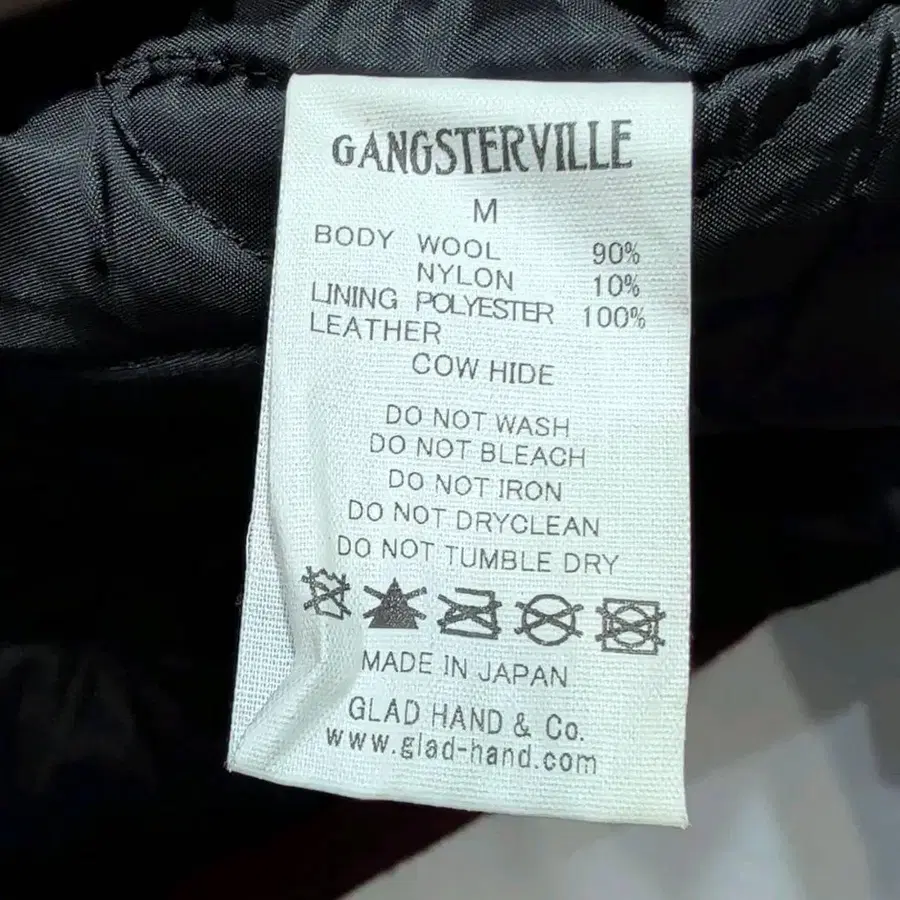 GANGSTERVILLE
M
BODY WOOL 90%
NYLON 10%
LINING POLYESTER 100%
LEATHER
COW HIDE
DO NOT WASH
DO NOT BLEACH
DO NOT IRON
DO NOT DRYCLEAN
DO NOT TUMBLE DRY
MADE IN JAPAN
GLAD HAND & Co.
www.glad-hand.com